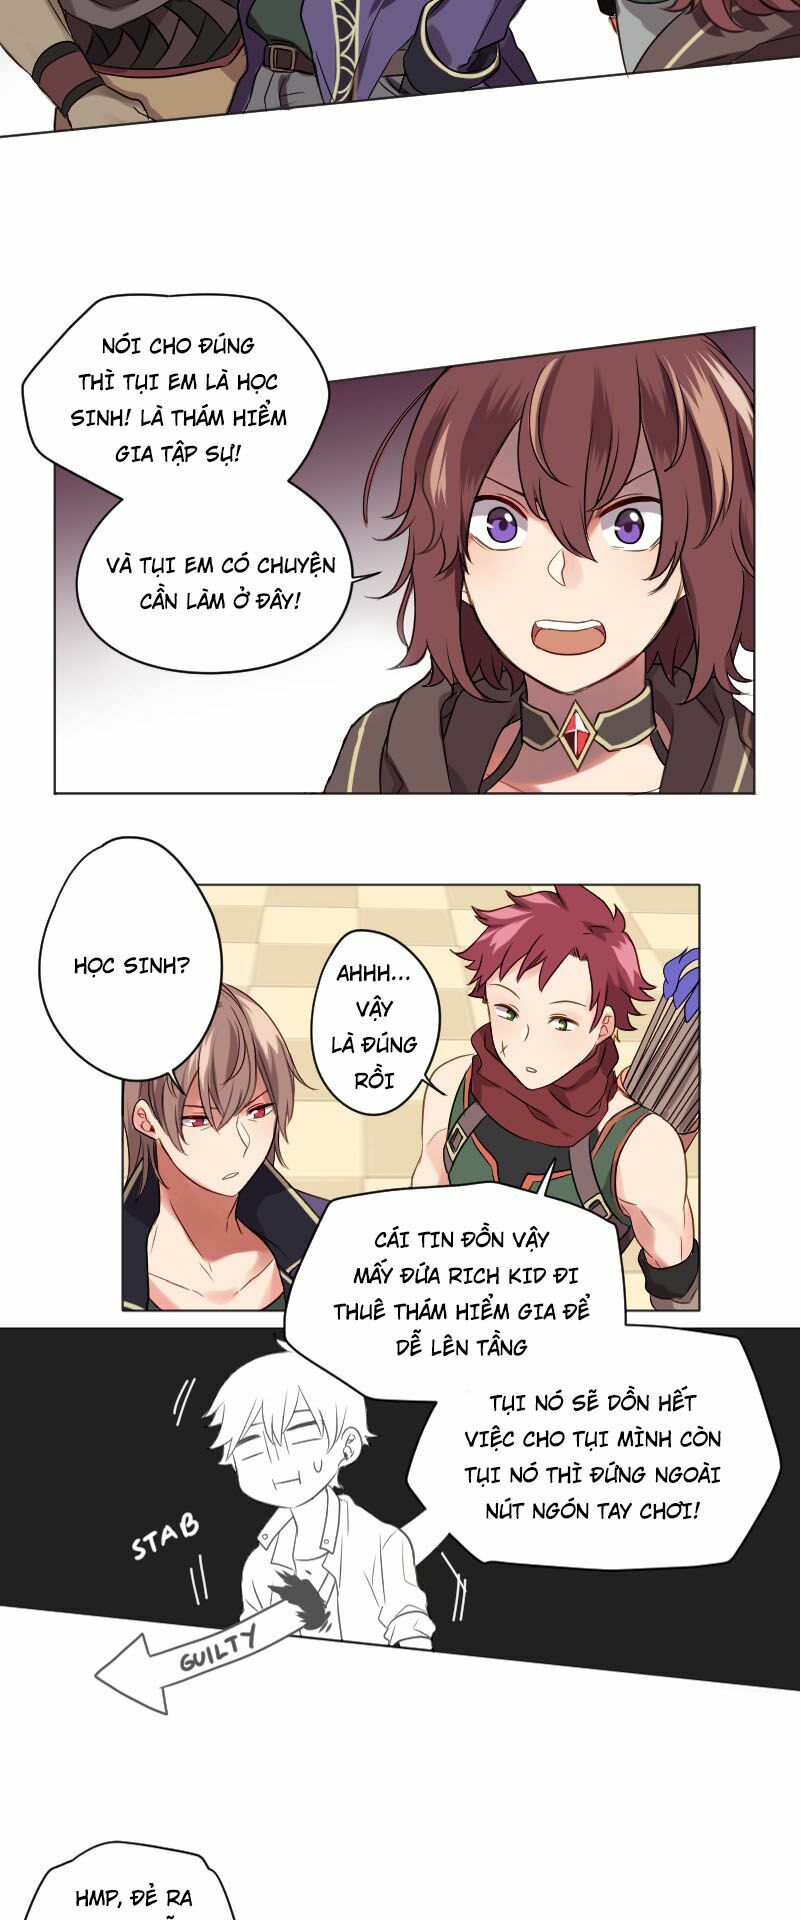 NÓI CHO ĐÚNG
THÌ TỤI EM LÀ HỌC
SINH! LÀ THÁM HIỂM
GIA TẬP SỰ!
VÀ TỤI EM CÓ CHUYỆN
CẦN LÀM Ở ĐÂY!
HỌC SINH?
AHHH...
VẬY
LÀ ĐÚNG
RỒI
CÁI TIN ĐỒN VẬY
MẤY ĐỨA RICH KID ĐI
THUÊ THÁM HIỂM GIA ĐỂ
DỄ LÊN TẦNG
TỤI NÓ SẼ DỒN HẾT
VIỆC CHO TỤI MÌNH CÒN
TỤI NÓ THÌ ĐỨNG NGOÀI
NÚT NGÓN TAY CHƠI!
STAB
GUILTY
HMP, ĐẺ RA